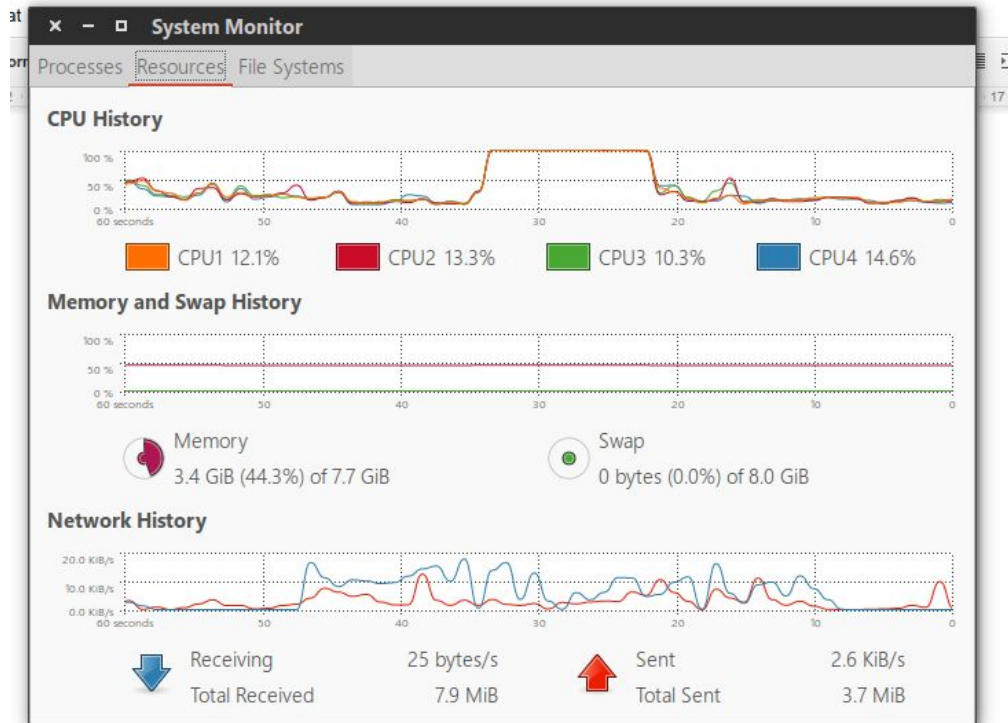 at
System Monitor
orr
Processes Resources File Systems
17
CPU History
100 %
50 %
0 %
60 seconds 50 40 30 20 10 0
CPU1 12.1% CPU2 13.3% CPU3 10.3% CPU4 14.6%
Memory and Swap History
100 %
50 %
0 %
60 seconds 50 40 30 20 10 0
Memory Swap
3.4 GiB (44.3%) of 7.7 GiB 0 bytes (0.0%) of 8.0 GiB
Network History
20.0 KiB/s
10.0 KiB/s
0.0 KiB/s
60 seconds 50 40 30 20 10 0
Receiving 25 bytes/s Sent 2.6 KiB/s
Total Received 7.9 MiB Total Sent 3.7 MiB